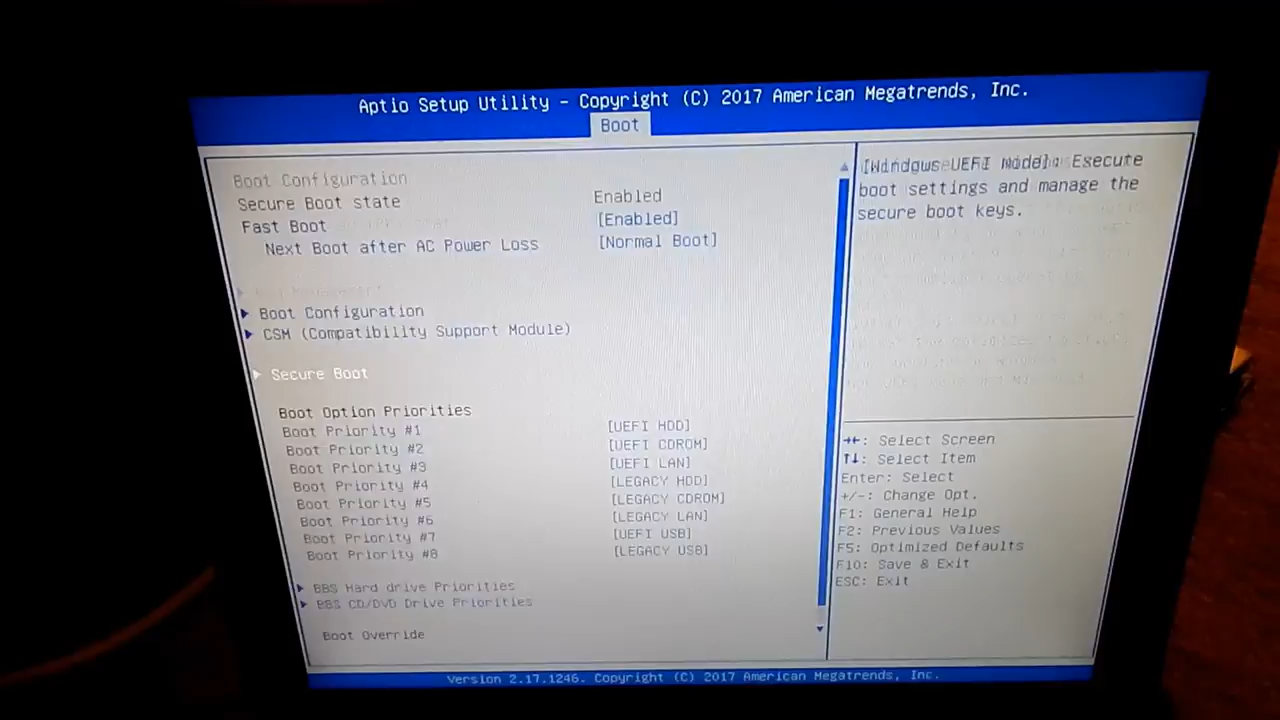 Aptio Setup Utility - Copyright (C) 2017 American Megatrends, Inc.
Boot
Boot Configuration
Secure Boot state Enabled
Fast Boot [Enabled]
Next Boot after AC Power Loss [Normal Boot]
Boot Configuration
CSM (Compatibility Support Module)
Secure Boot
Boot Option Priorities
Boot Priority #1 [UEFI HDD]
Boot Priority #2 [UEFI CDROM]
Boot Priority #3 [UEFI LAN]
Boot Priority #4 [LEGACY HDD]
Boot Priority #5 [LEGACY CDROM]
Boot Priority #6 [LEGACY LAN]
Boot Priority #7 [UEFI USB]
Boot Priority #8 [LEGACY USB]
BBS Hard drive Priorities
BBS CD/DVD Drive Priorities
Boot Override
[Windows UEFI Mode]: Execute
boot settings and manage the
secure boot keys.
→←: Select Screen
↑↓: Select Item
Enter: Select
+/-: Change Opt.
F1: General Help
F2: Previous Values
F5: Optimized Defaults
F10: Save & Exit
ESC: Exit
Version 2.17.1246. Copyright (C) 2017 American Megatrends, Inc.